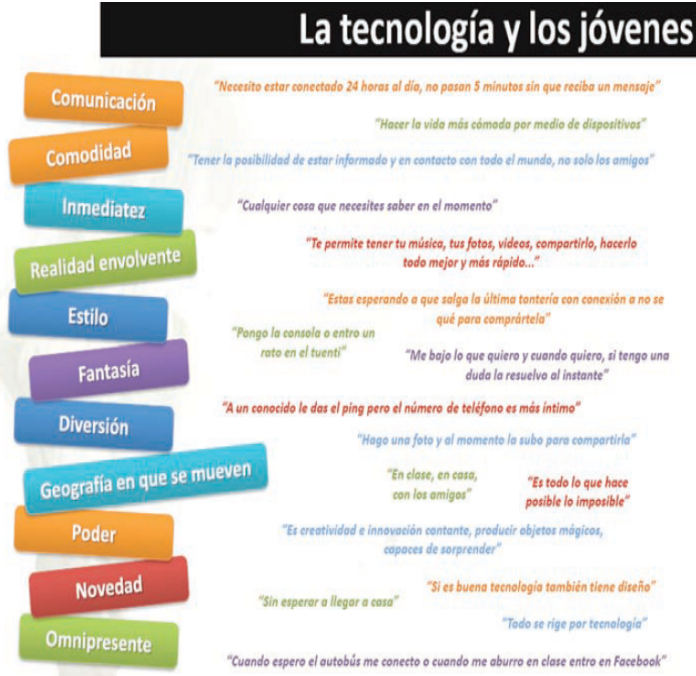 La tecnología y los jóvenes
Comunicación
"Necesito estar conectado 24 horas al día, no pasan 5 minutos sin que reciba un mensaje"
"Hacer la vida más cómoda por medio de dispositivos"
Comodidad
"Tener la posibilidad de estar informado y en contacto con todo el mundo, no solo los amigos"
Inmediatez
"Cualquier cosa que necesites saber en el momento"
Realidad envolvente
"Te permite tener tu música, tus fotos, videos, compartirlo, hacerlo
todo mejor y más rápido..."
Estilo
"Estas esperando a que salga la última tontería con conexión a no se
qué para comprártela"
"Pongo la consola o entro un
rato en el tuenti"
Fantasía
"Me bajo lo que quiero y cuando quiero, si tengo una
duda la resuelvo al instante"
Diversión
"A un conocido le das el ping pero el número de teléfono es más íntimo"
"Hago una foto y al momento la subo para compartirla"
Geografía en que se mueven
"En clase, en casa,
con los amigos"
"Es todo lo que hace
posible lo imposible"
Poder
"Es creatividad e innovación contante, producir objetos mágicos,
capaces de sorprender"
Novedad
"Si es buena tecnología también tiene diseño"
"Sin esperar a llegar a casa"
"Todo se rige por tecnología"
Omnipresente
"Cuando espero el autobús me conecto o cuando me aburro en clase entro en Facebook"